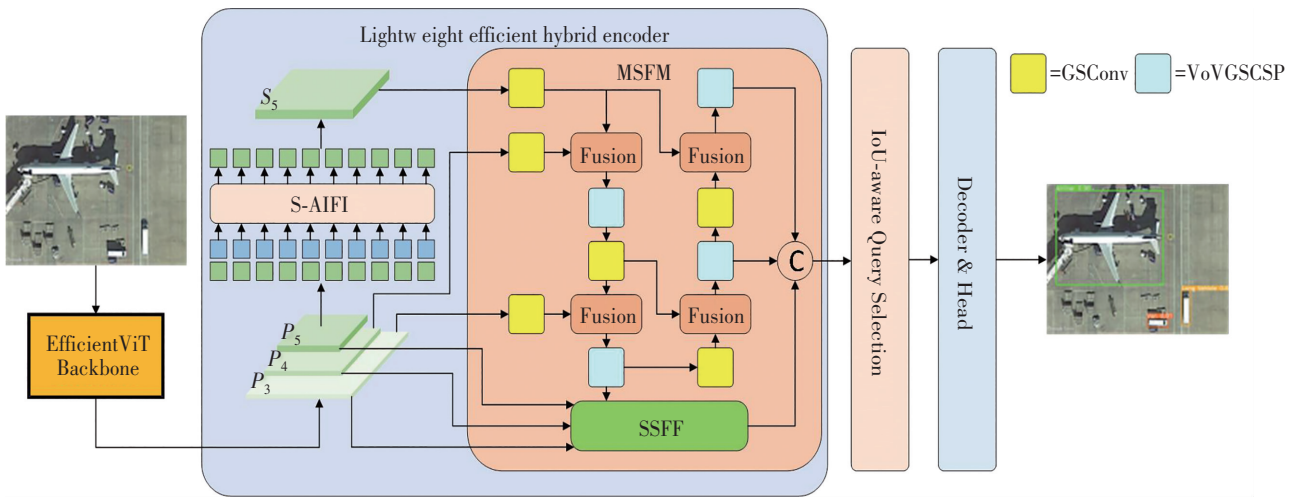 Lightw eight efficient hybrid encoder
MSFM
=GSConv
=VoVGSCSP
S5
Fusion
Fusion
S-AIFI
C
IoU-aware Query Selection
Decoder & Head
P5
P4
P3
Fusion
Fusion
EfficientViT
Backbone
SSFF